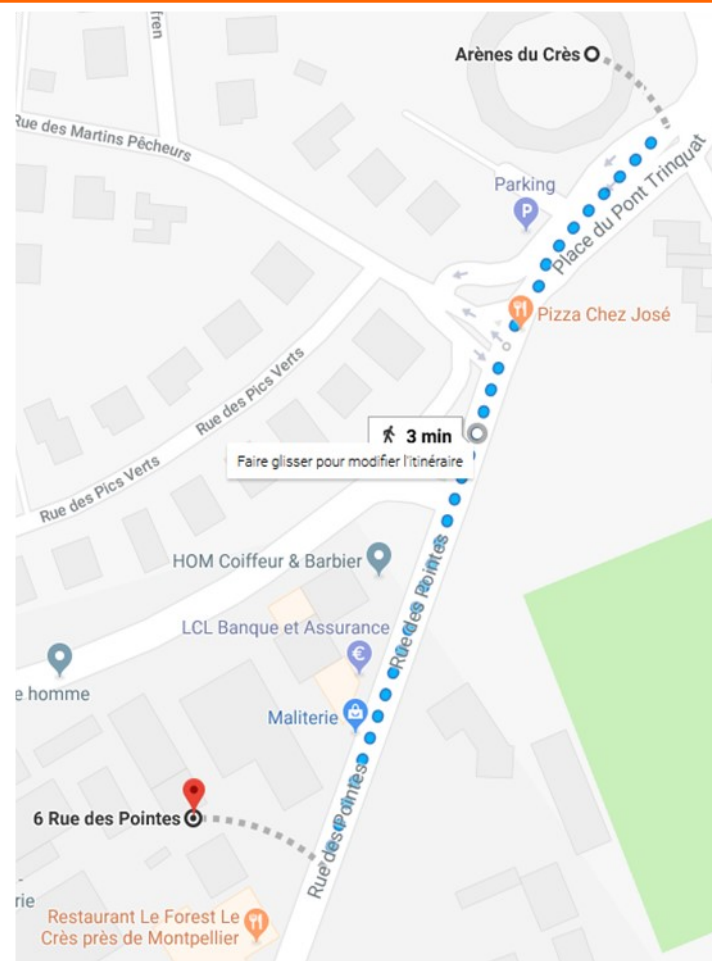 fren
Arènes du Crès
Rue des Martins Pêcheurs
Parking
P
Place du Pont Trinquat
Pizza Chez José
Rue des Pics Verts
3 min
Faire glisser pour modifier l'itinéraire
Rue des Pics Verts
HOM Coiffeur & Barbier
Rue des Pointes
LCL Banque et Assurance
€
e homme
Maliterie
Rue des Pointes
6 Rue des Pointes
-
rie
Restaurant Le Forest Le
Crès près de Montpellier